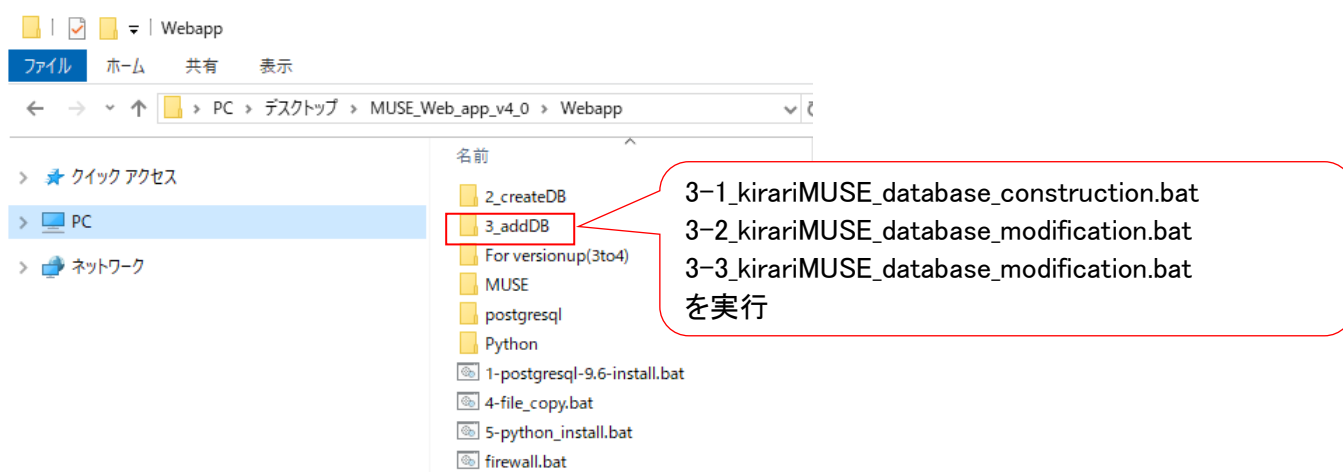 Webapp
ファイル ホーム 共有 表示
PC > デスクトップ > MUSE_Web_app_v4_0 > Webapp
名前
クイック アクセス
PC
ネットワーク
2_createDB
3_addDB
For versionup(3to4)
MUSE
postgresql
Python
1-postgresql-9.6-install.bat
4-file_copy.bat
5-python_install.bat
firewall.bat
3-1_kirariMUSE_database_construction.bat
3-2_kirariMUSE_database_modification.bat
3-3_kirariMUSE_database_modification.bat
を実行